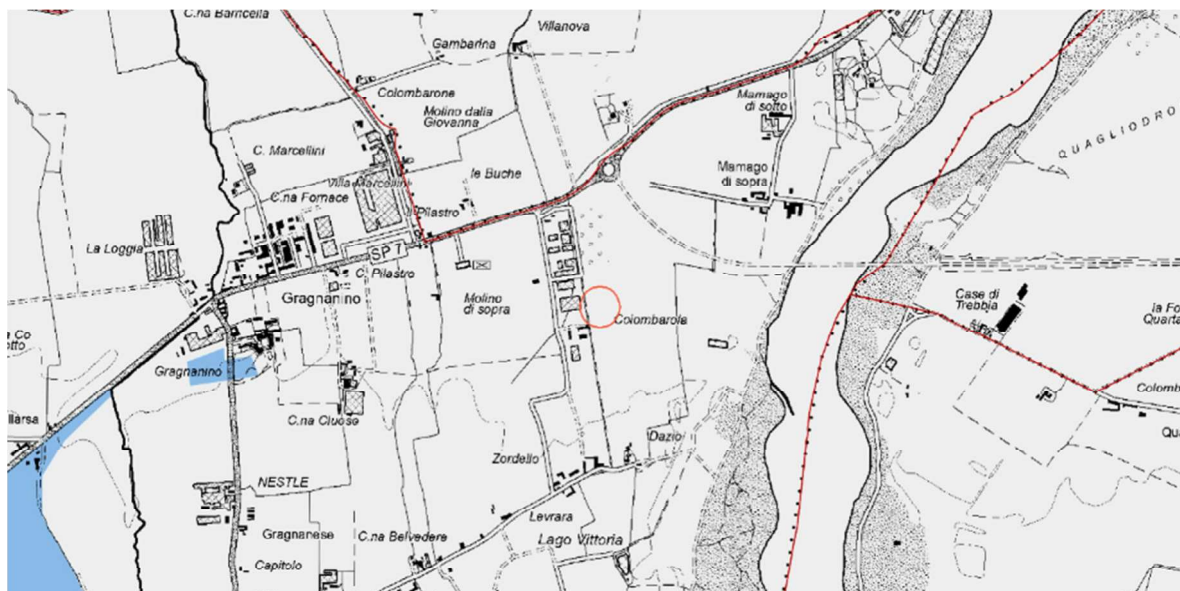 C.na Barricella
Villanova
Gambarina
Colombarone
Molino dalla
Giovanna
Mamago
di sotto
QUAGLIODRO
C. Marcellini
Villa Marcellini
le Buche
Mamago
di sopra
C.na Fornace
Pilastro
La Loggia
SP 7
C. Pilastro
Gragnanino
Molino
di sopra
Colombarola
Case di
Trebbia
la Fo
Quarta
Gragnanino
C.na Cluose
Colomb
Dazio
Zordello
NESTLE
Levrara
Gragnanese
C.na Belvedere
Lago Vittoria
Capitolo